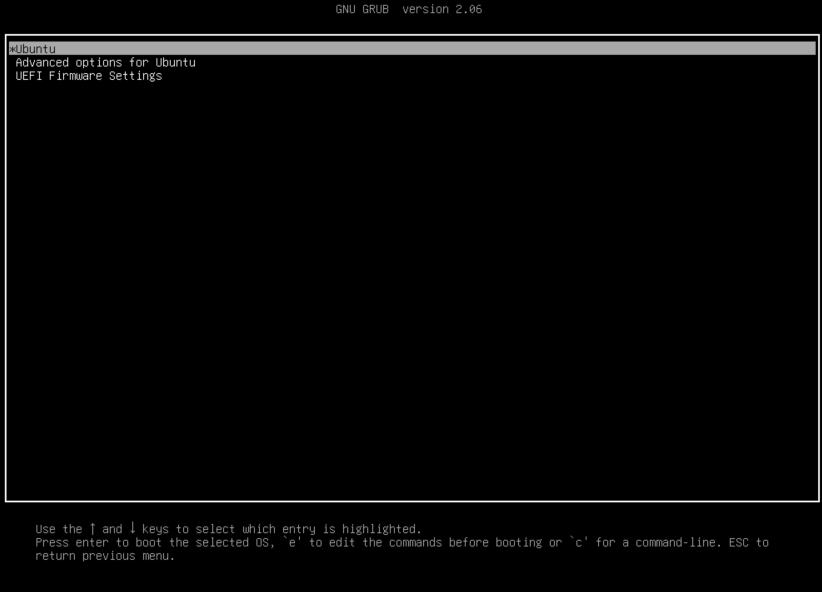 GNU GRUB  version 2.06
*Ubuntu
Advanced options for Ubuntu
UEFI Firmware Settings
Use the ↑ and ↓ keys to select which entry is highlighted.
Press enter to boot the selected OS, `e' to edit the commands before booting or `c' for a command-line. ESC to
return previous menu.